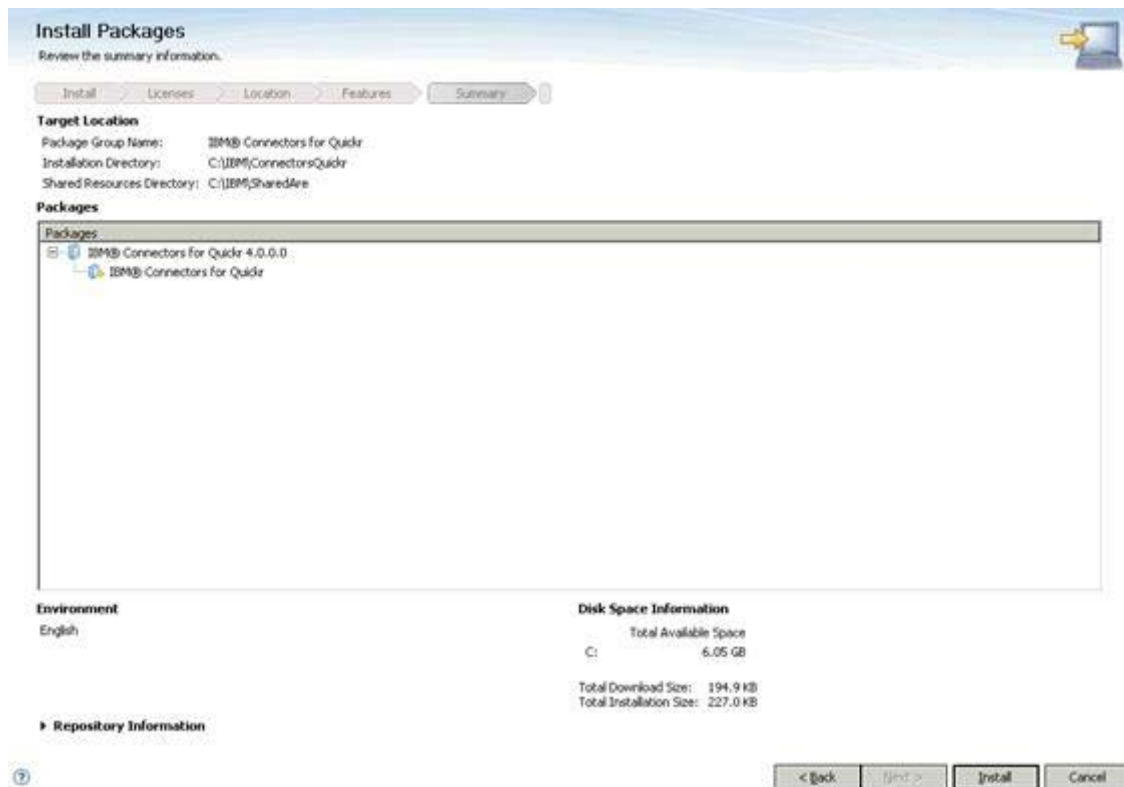 Install Packages
Review the summary information.
Install Licenses Location Features Summary
Target Location
Package Group Name: IBM® Connectors for Quickr
Installation Directory: C:\IBM\ConnectorsQuickr
Shared Resources Directory: C:\IBM\SharedAre
Packages
Packages
IBM® Connectors for Quickr 4.0.0.0
IBM® Connectors for Quickr
Environment
English
Disk Space Information
Total Available Space
C: 6.05 GB
Total Download Size: 194.9 KB
Total Installation Size: 227.0 KB
Repository Information
? < Back Next > Install Cancel